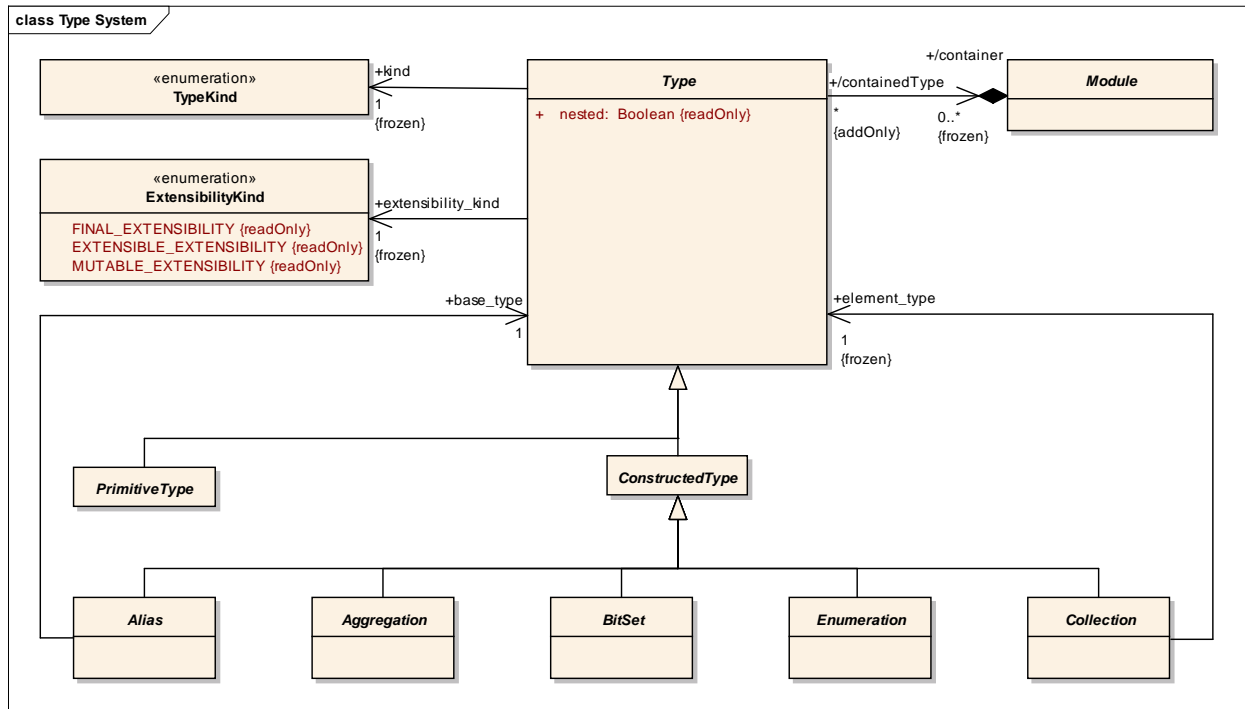 class Type System
+/container
«enumeration»
TypeKind
+kind
1
{frozen}
Type
+ nested: Boolean {readOnly}
+/containedType
*
{addOnly}
0..*
{frozen}
Module
«enumeration»
ExtensibilityKind
FINAL_EXTENSIBILITY {readOnly}
EXTENSIBLE_EXTENSIBILITY {readOnly}
MUTABLE_EXTENSIBILITY {readOnly}
+extensibility_kind
1
{frozen}
+base_type
1
+element_type
1
{frozen}
PrimitiveType
ConstructedType
Alias
Aggregation
BitSet
Enumeration
Collection